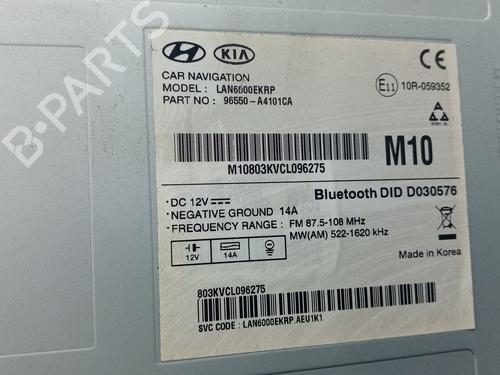 B-PARTS
HYUNDAI KIA
CAR NAVIGATION
MODEL : LAN6000EKRP
PART NO : 96550-A4101CA
CE
E11 10R-059352
M10803KVCL096275
M10
Bluetooth DID D030576
·DC 12V
·NEGATIVE GROUND 14A
·FREQUENCY RANGE : FM 87.5-108 MHz
MW(AM) 522-1620 kHz
12V 14A
Made in Korea
803KVCL096275
SVC CODE : LAN6000EKRP.AEU1K1